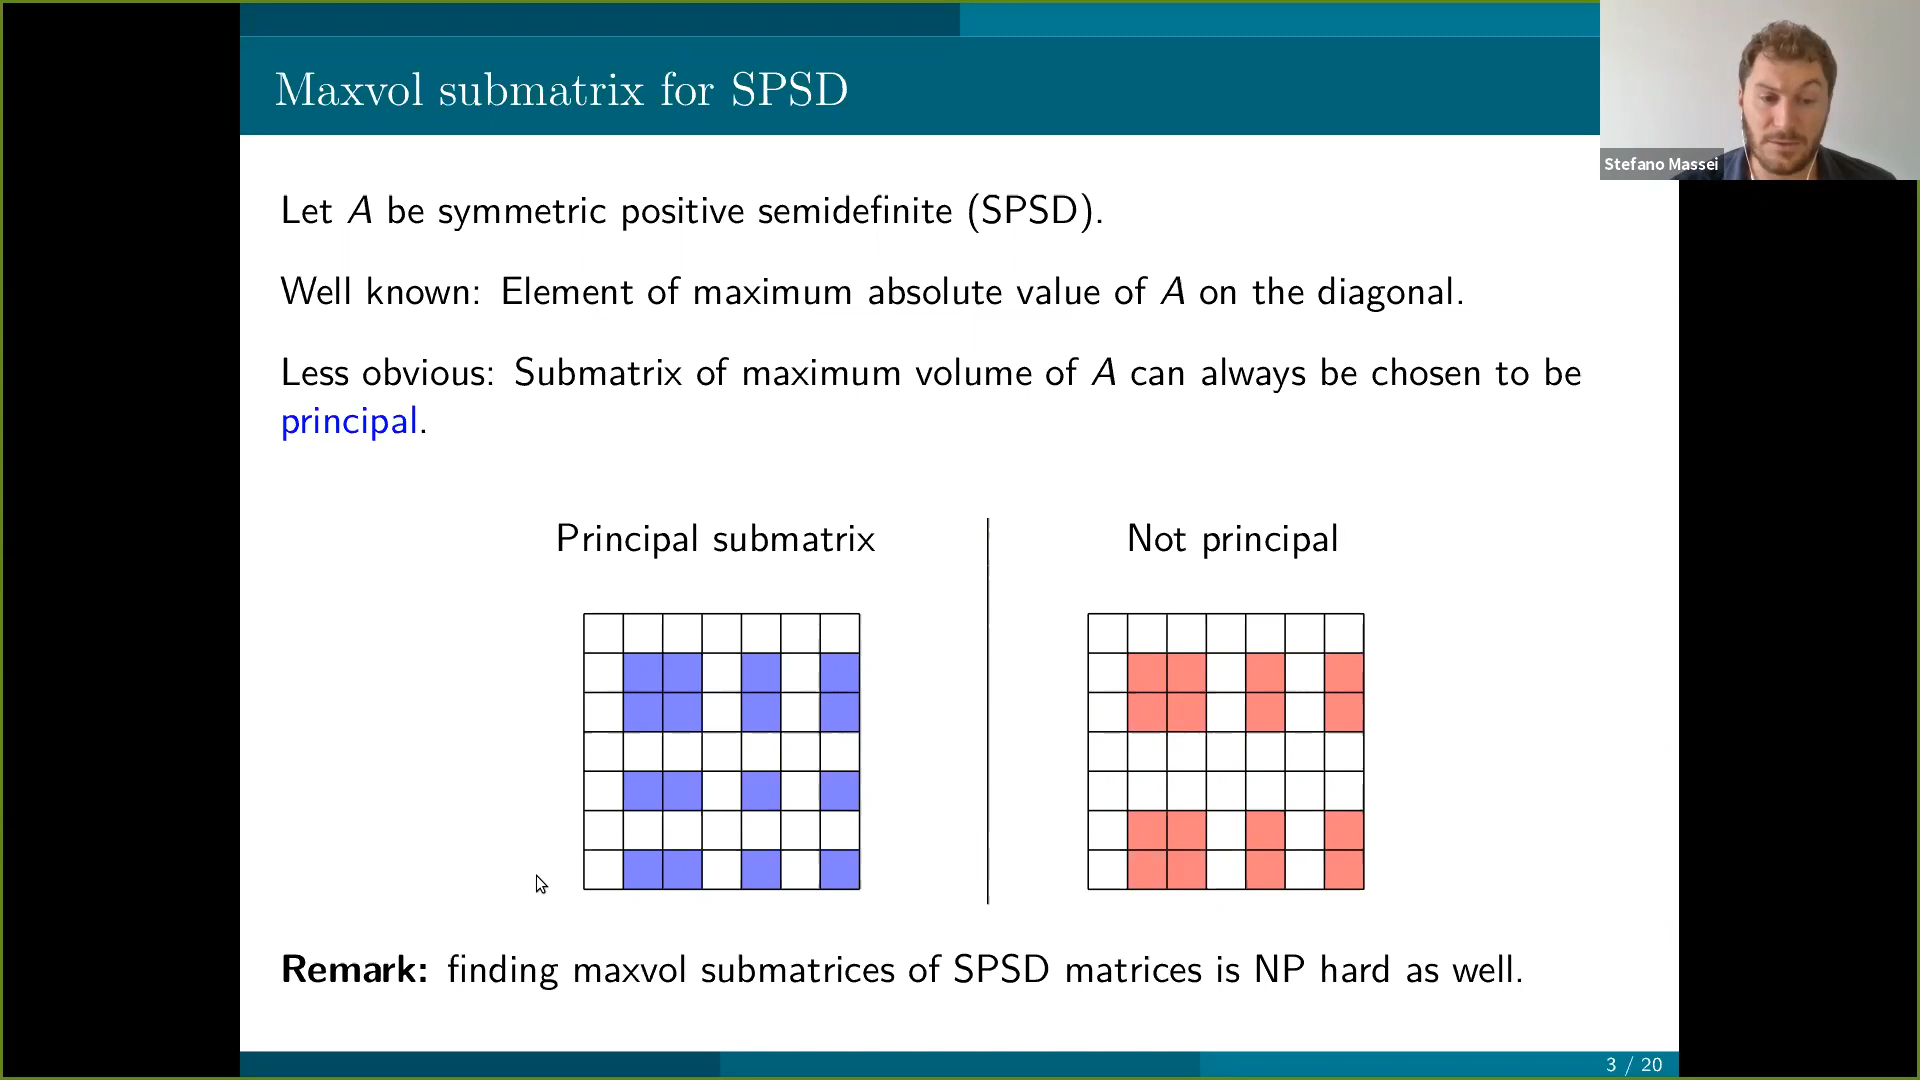 Maxvol submatrix for SPSD
Stefano Massei
Let A be symmetric positive semidefinite (SPSD).
Well known: Element of maximum absolute value of A on the diagonal.
Less obvious: Submatrix of maximum volume of A can always be chosen to be
principal.
Principal submatrix
Not principal
Remark: finding maxvol submatrices of SPSD matrices is NP hard as well.
3 / 20